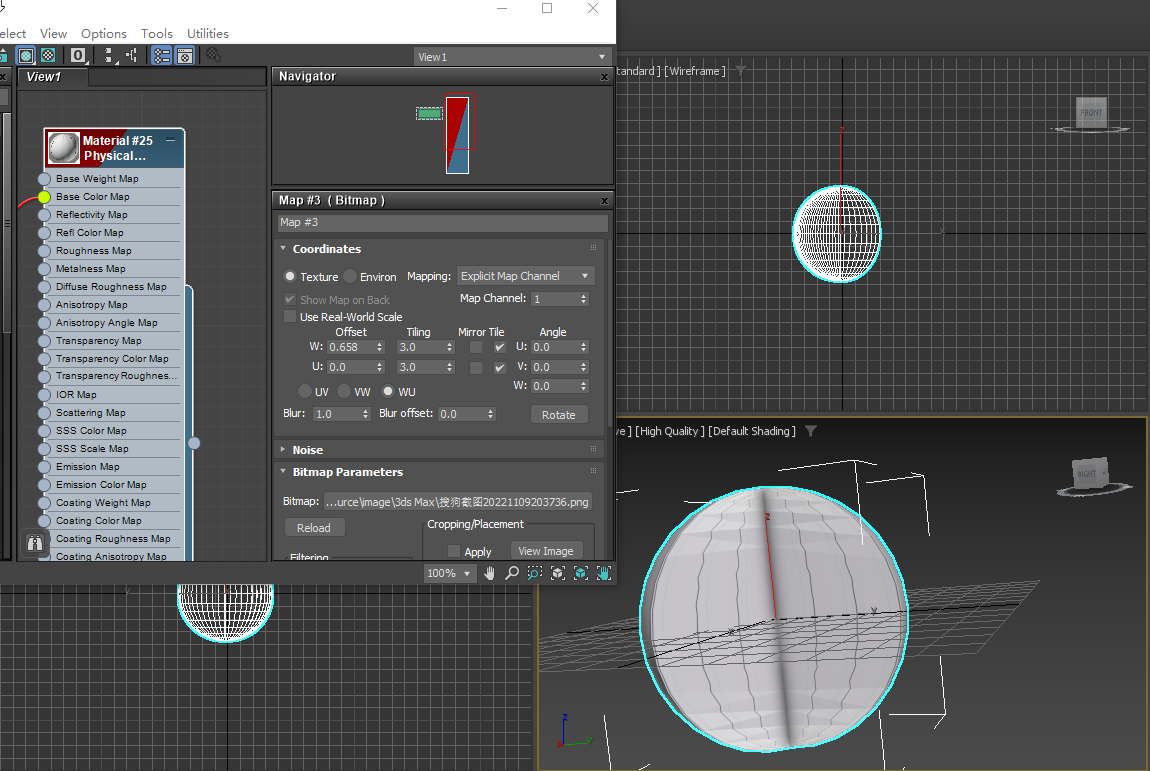 elect View Options Tools Utilities
View1
View1
Navigator
Material #25
Physical...
Base Weight Map
Base Color Map
Reflectivity Map
Refl Color Map
Roughness Map
Metalness Map
Diffuse Roughness Map
Anisotropy Map
Anisotropy Angle Map
Transparency Map
Transparency Color Map
Transparency Roughnes...
IOR Map
Scattering Map
SSS Color Map
SSS Scale Map
Emission Map
Emission Color Map
Coating Weight Map
Coating Color Map
Coating Roughness Map
Coating Anisotropy Map
Map #3 ( Bitmap )
Map #3
Coordinates
Texture Environ Mapping: Explicit Map Channel
Show Map on Back Map Channel: 1
Use Real-World Scale
Offset Tiling Mirror Tile Angle
W: 0.658 3.0 U: 0.0
U: 0.0 3.0 V: 0.0
W: 0.0
UV VW WU
Blur: 1.0 Blur offset: 0.0 Rotate
Noise
Bitmap Parameters
Bitmap: ...urce\image\3ds Max\搜狗截图20221109203736.png
Reload Cropping/Placement
Apply View Image
Filtering
100%
tandard ] [Wireframe ]
FRONT
ve ] [High Quality ] [Default Shading ]
RIGHT
z
y
x
z
y
x